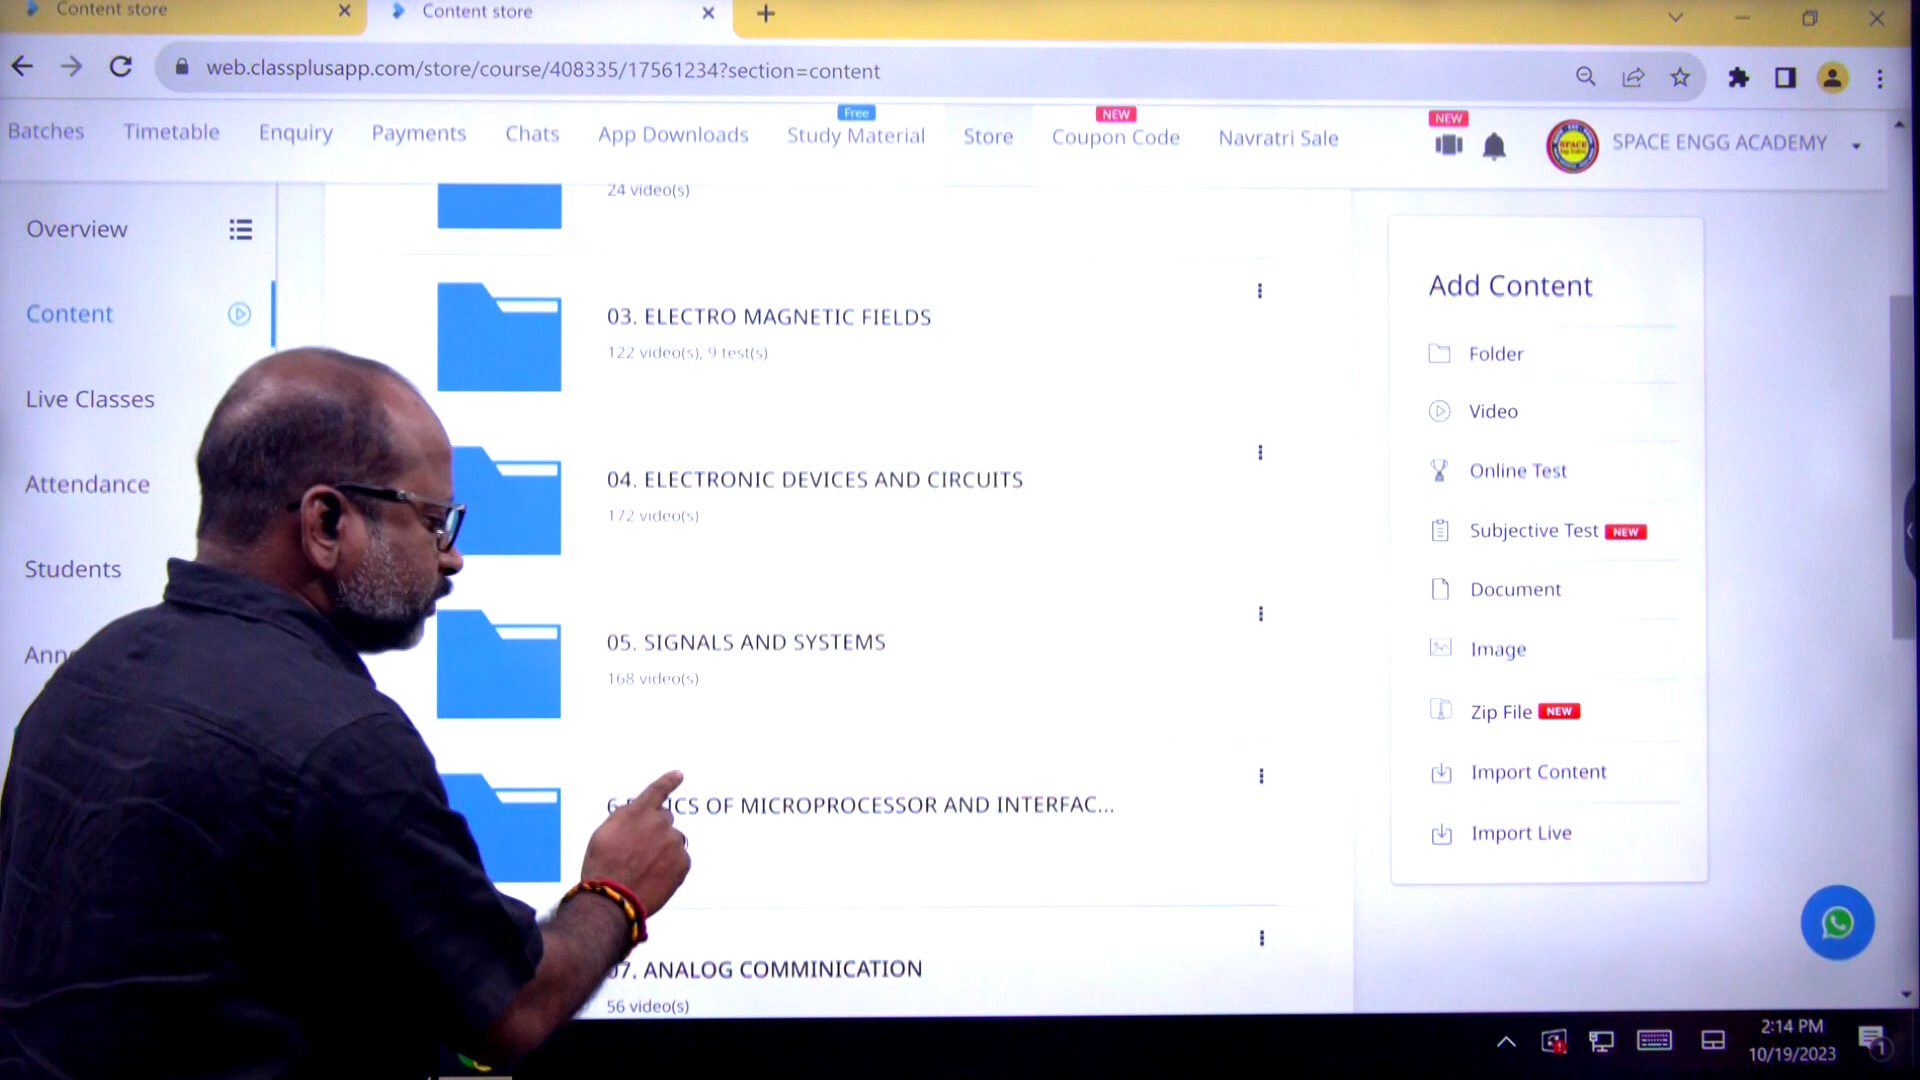 Content store
Content store
web.classplusapp.com/store/course/408335/17561234?section=content
Batches
Timetable
Enquiry
Payments
Chats
App Downloads
Free
Study Material
Store
NEW
Coupon Code
Navratri Sale
NEW
SPACE
SPACE ENGG ACADEMY
Overview
Content
Live Classes
Attendance
Students
Ann
24 video(s)
03. ELECTRO MAGNETIC FIELDS
122 video(s), 9 test(s)
04. ELECTRONIC DEVICES AND CIRCUITS
172 video(s)
05. SIGNALS AND SYSTEMS
168 video(s)
OF MICROPROCESSOR AND INTERFAC...
07. ANALOG COMMINICATION
56 video(s)
Add Content
Folder
Video
Online Test
Subjective Test NEW
Document
Image
Zip File NEW
Import Content
Import Live
2:14 PM
10/19/2023
1